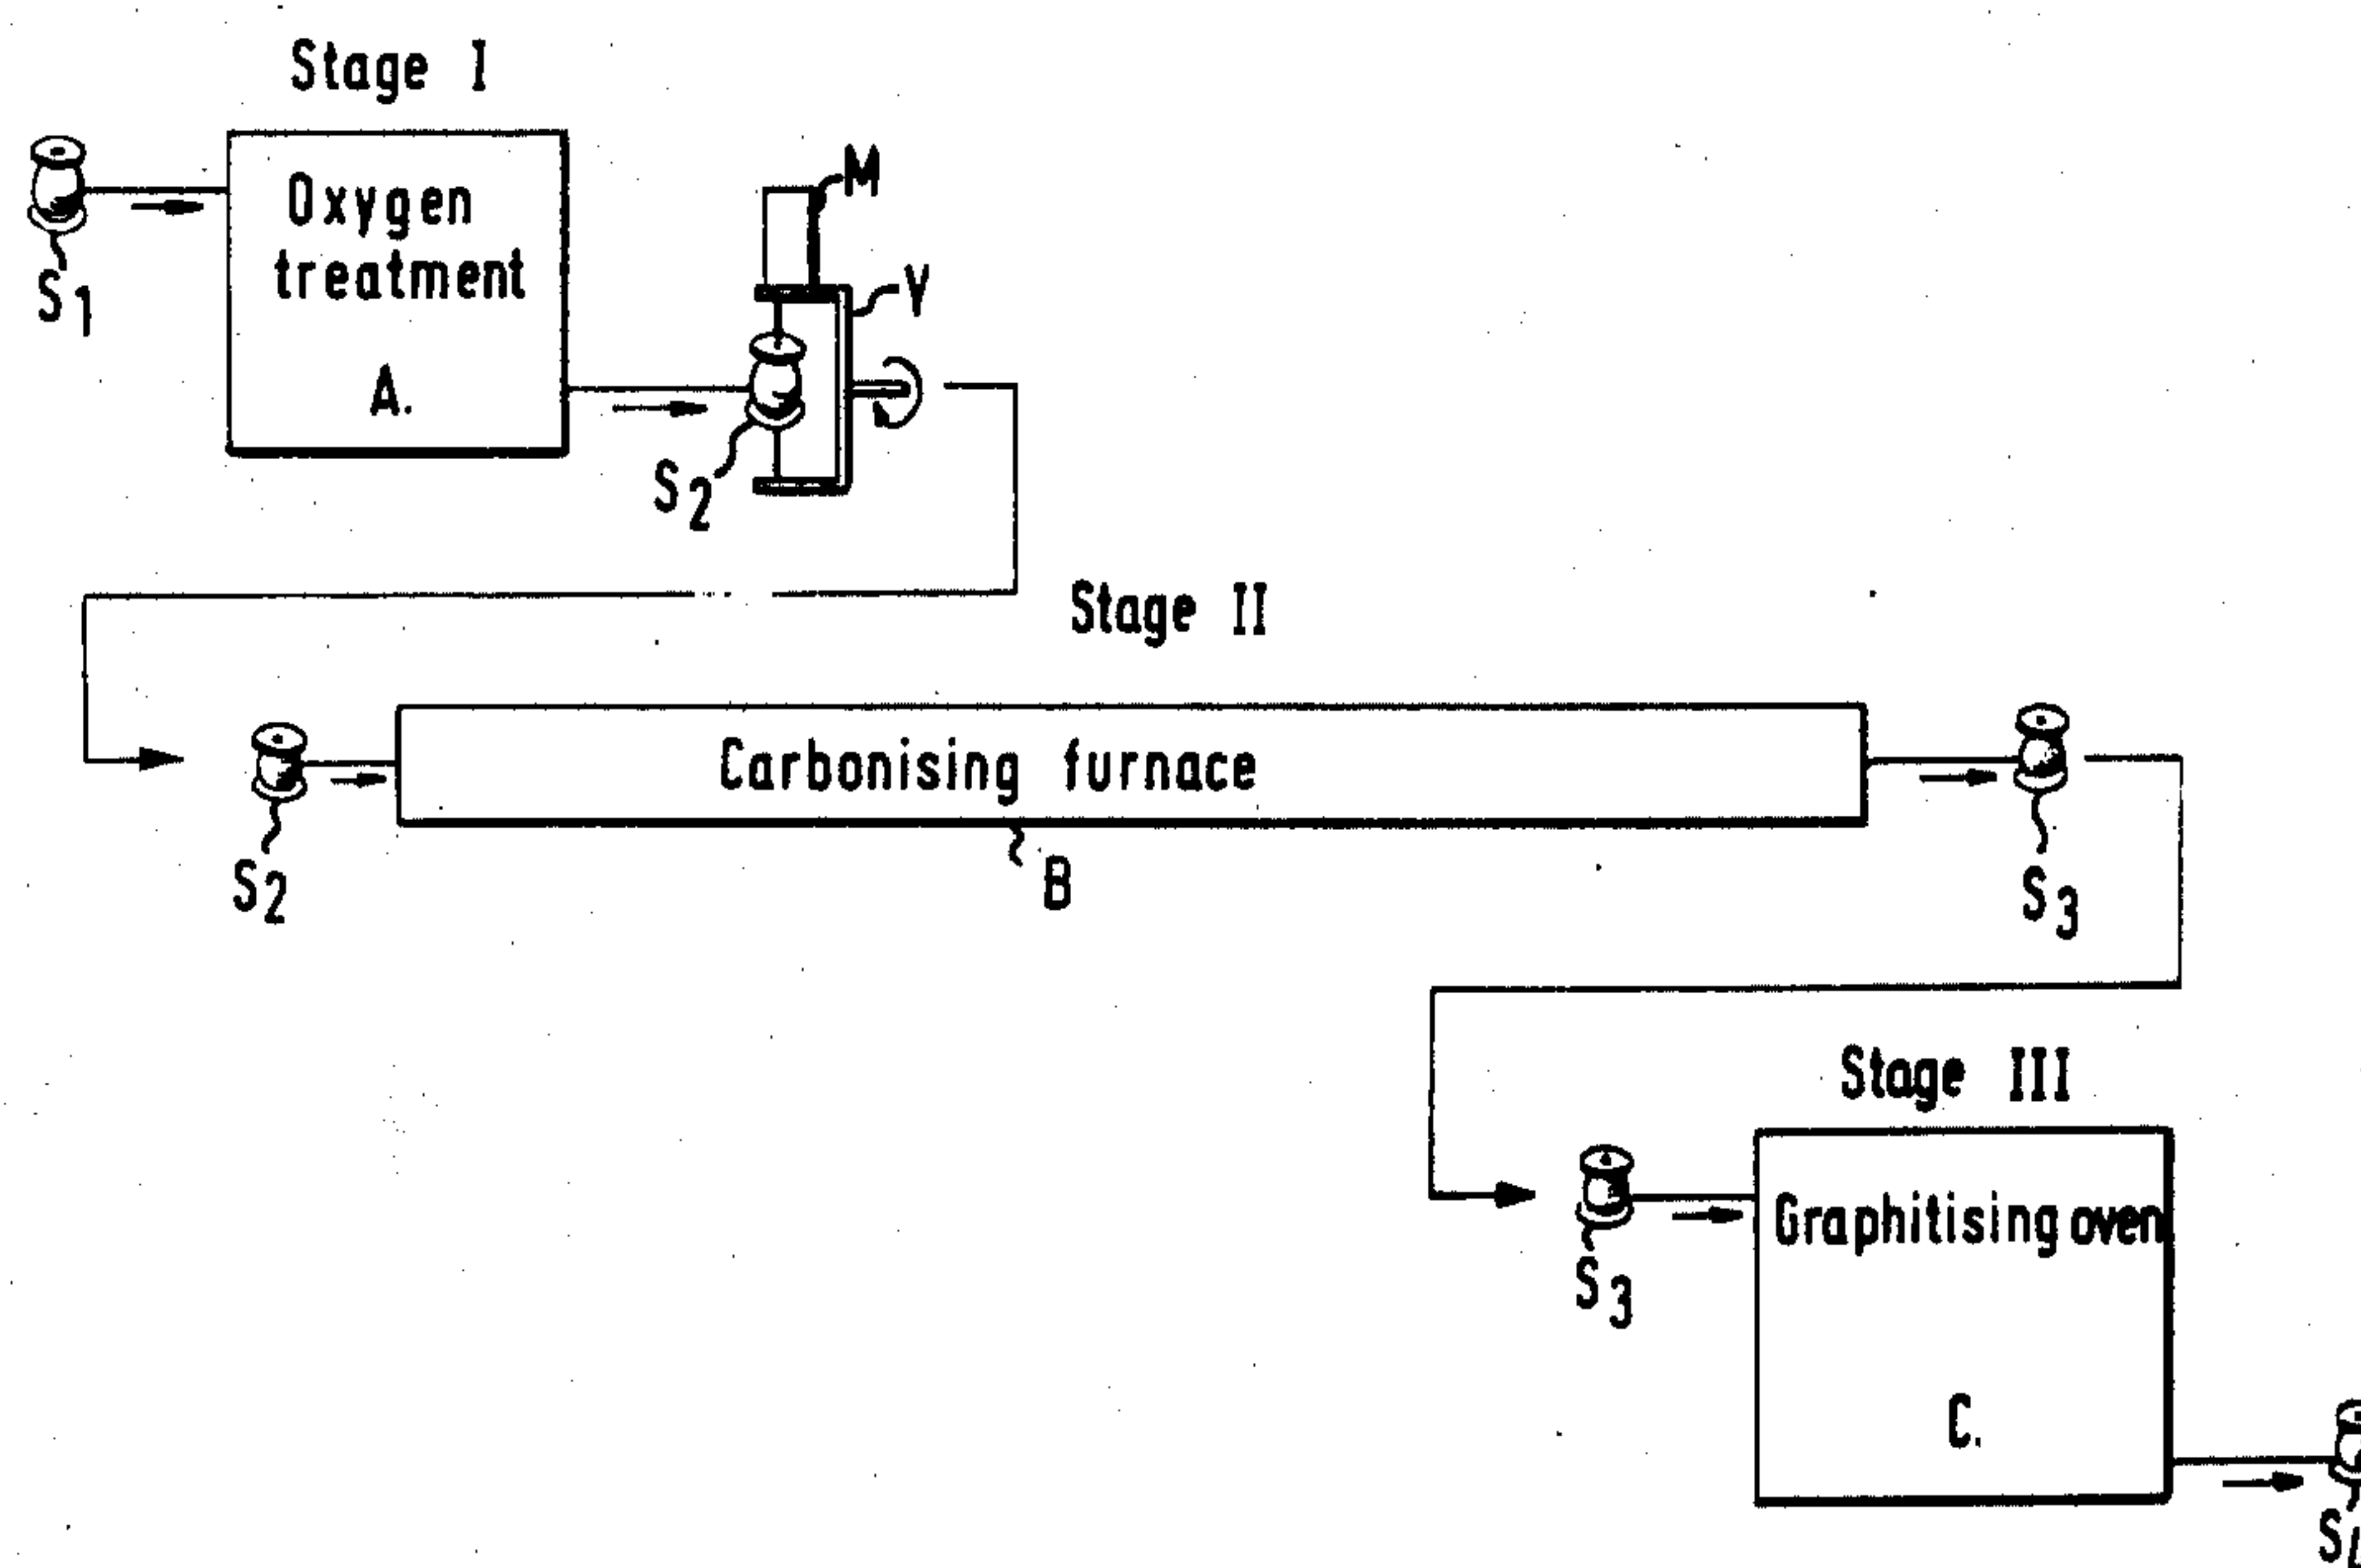 Stage I
Oxygen
treatment
A.
S1
M
V
S2
Stage II
Carbonising furnace
S2
B
S3
Stage III
Graphitising oven
S3
C.